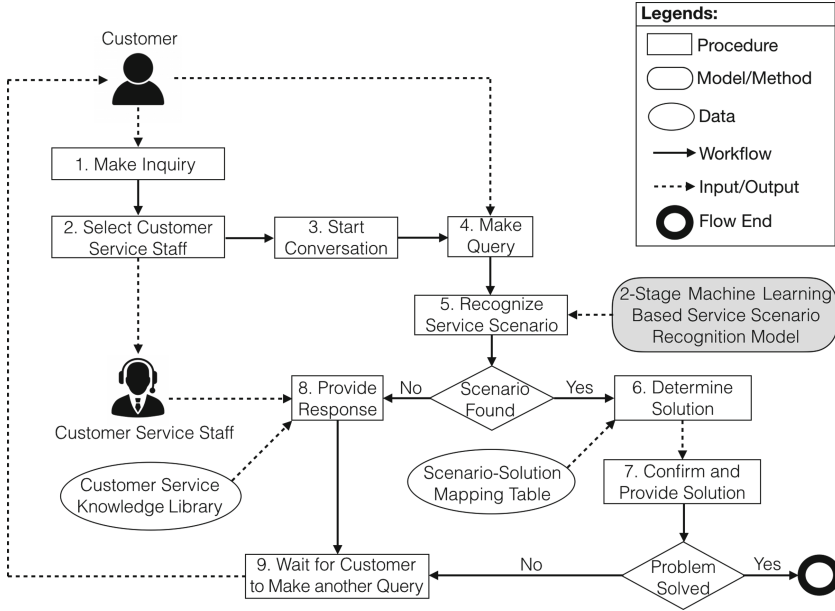 Customer
Legends:
Procedure
Model/Method
Data
Workflow
Input/Output
Flow End
1. Make Inquiry
2. Select Customer
Service Staff
3. Start
Conversation
4. Make
Query
5. Recognize
Service Scenario
2-Stage Machine Learning
Based Service Scenario
Recognition Model
Customer Service Staff
8. Provide
Response
No
Scenario
Found
Yes
6. Determine
Solution
Customer Service
Knowledge Library
Scenario-Solution
Mapping Table
7. Confirm and
Provide Solution
9. Wait for Customer
to Make another Query
No
Problem
Solved
Yes